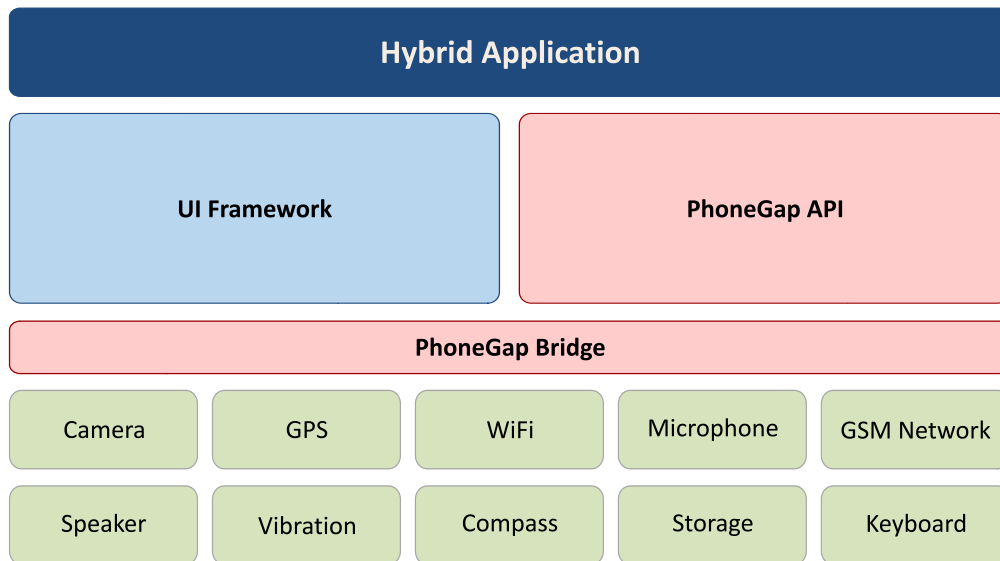 Hybrid Application
UI Framework
PhoneGap API
PhoneGap Bridge
Camera
GPS
WiFi
Microphone
GSM Network
Speaker
Vibration
Compass
Storage
Keyboard